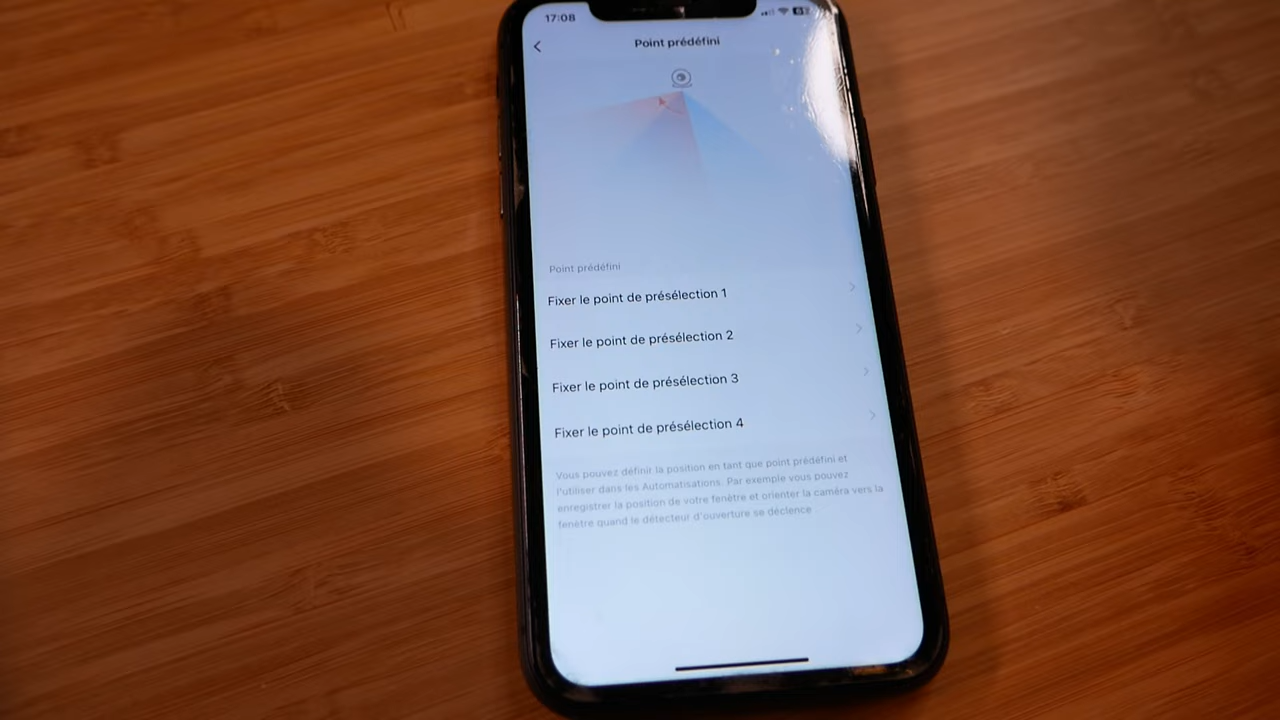 17:08
Point prédéfini
Point prédéfini
Fixer le point de présélection 1
Fixer le point de présélection 2
Fixer le point de présélection 3
Fixer le point de présélection 4
Vous pouvez définir la position en tant que point prédéfini et
l'utiliser dans les Automatisations. Par exemple vous pouvez
enregistrer la position de votre fenêtre et orienter la caméra vers la
fenêtre quand le détecteur d'ouverture se déclence